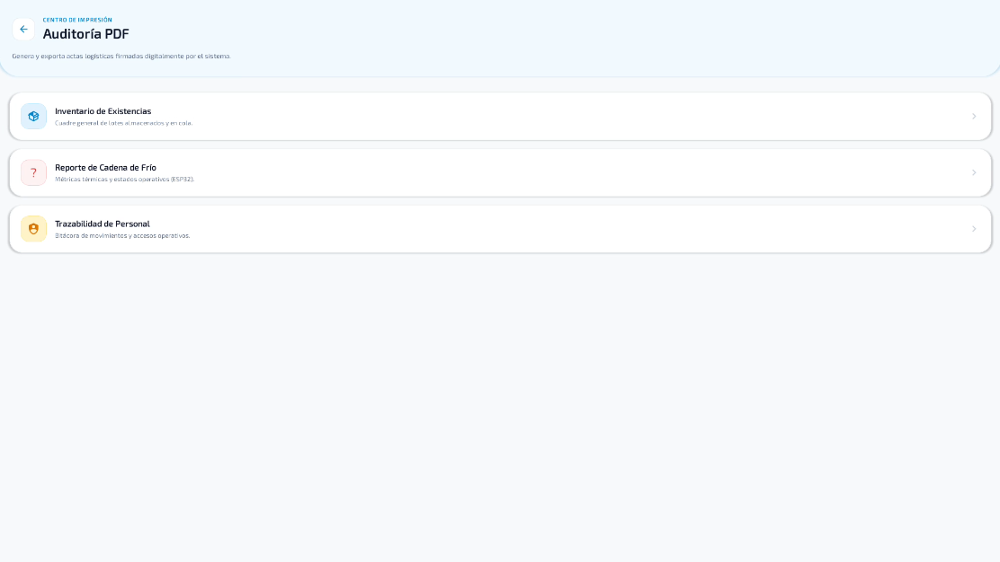 CENTRO DE IMPRESIÓN
Auditoría PDF
Genera y exporta actas logísticas firmadas digitalmente por el sistema.
Inventario de Existencias
Cuadre general de lotes almacenados y en cola.
?
Reporte de Cadena de Frío
Métricas térmicas y estados operativos (ESP32).
Trazabilidad de Personal
Bitácora de movimientos y accesos operativos.